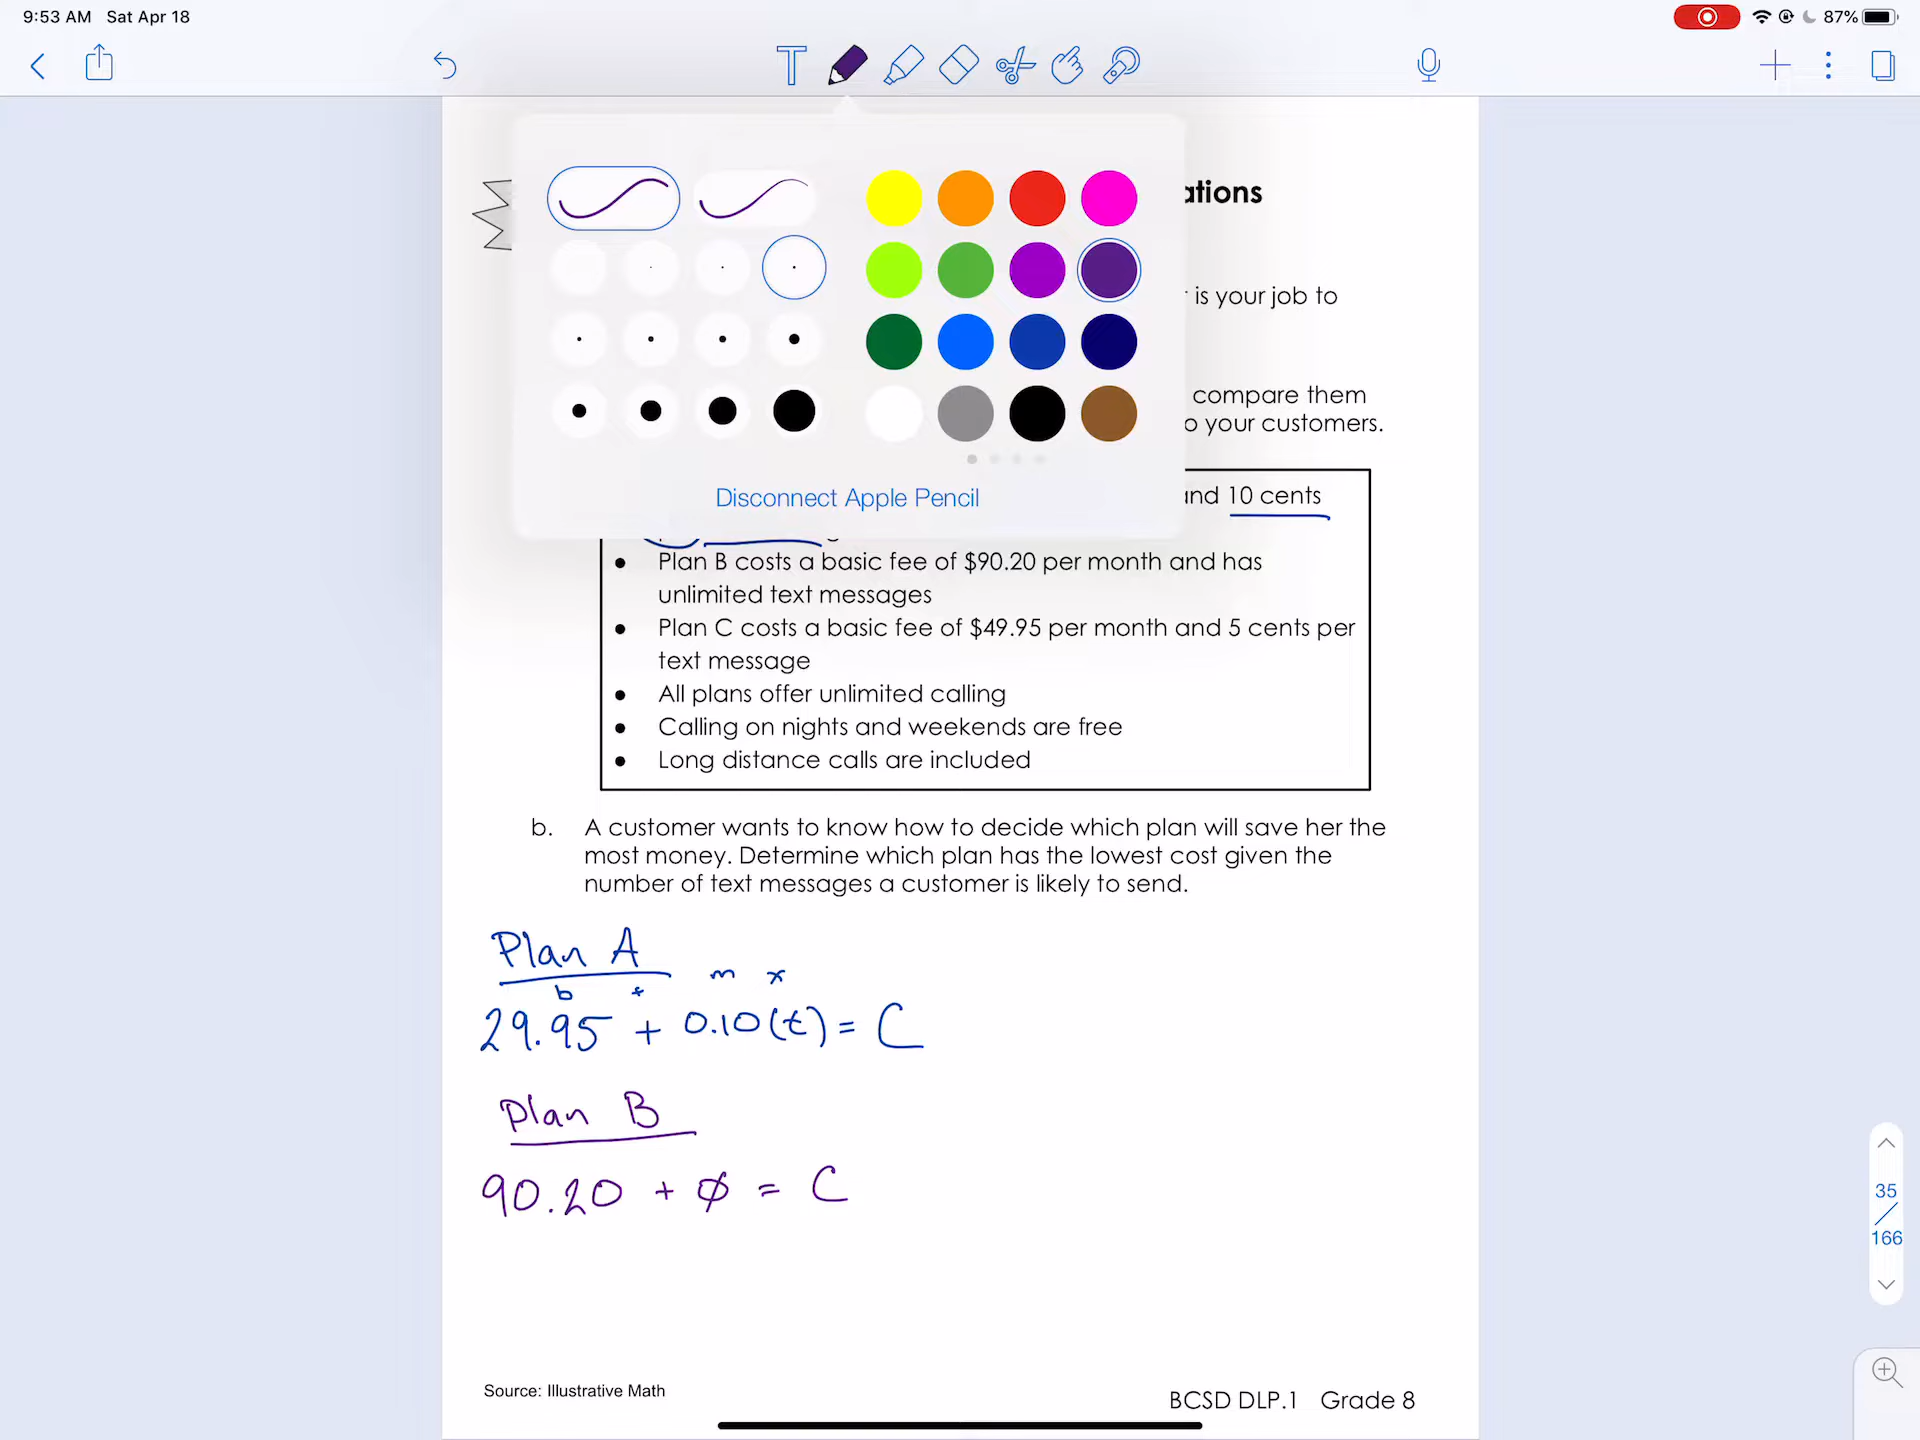 9:53 AM Sat Apr 18
87%
T
ations
is your job to
compare them
o your customers.
and 10 cents
Disconnect Apple Pencil
• Plan B costs a basic fee of $90.20 per month and has
unlimited text messages
• Plan C costs a basic fee of $49.95 per month and 5 cents per
text message
• All plans offer unlimited calling
• Calling on nights and weekends are free
• Long distance calls are included
b. A customer wants to know how to decide which plan will save her the
most money. Determine which plan has the lowest cost given the
number of text messages a customer is likely to send.
Plan A
b + m x
29.95 + 0.10(t) = C
Plan B
90.20 + ∅ = C
35
/
166
Source: Illustrative Math
BCSD DLP.1 Grade 8